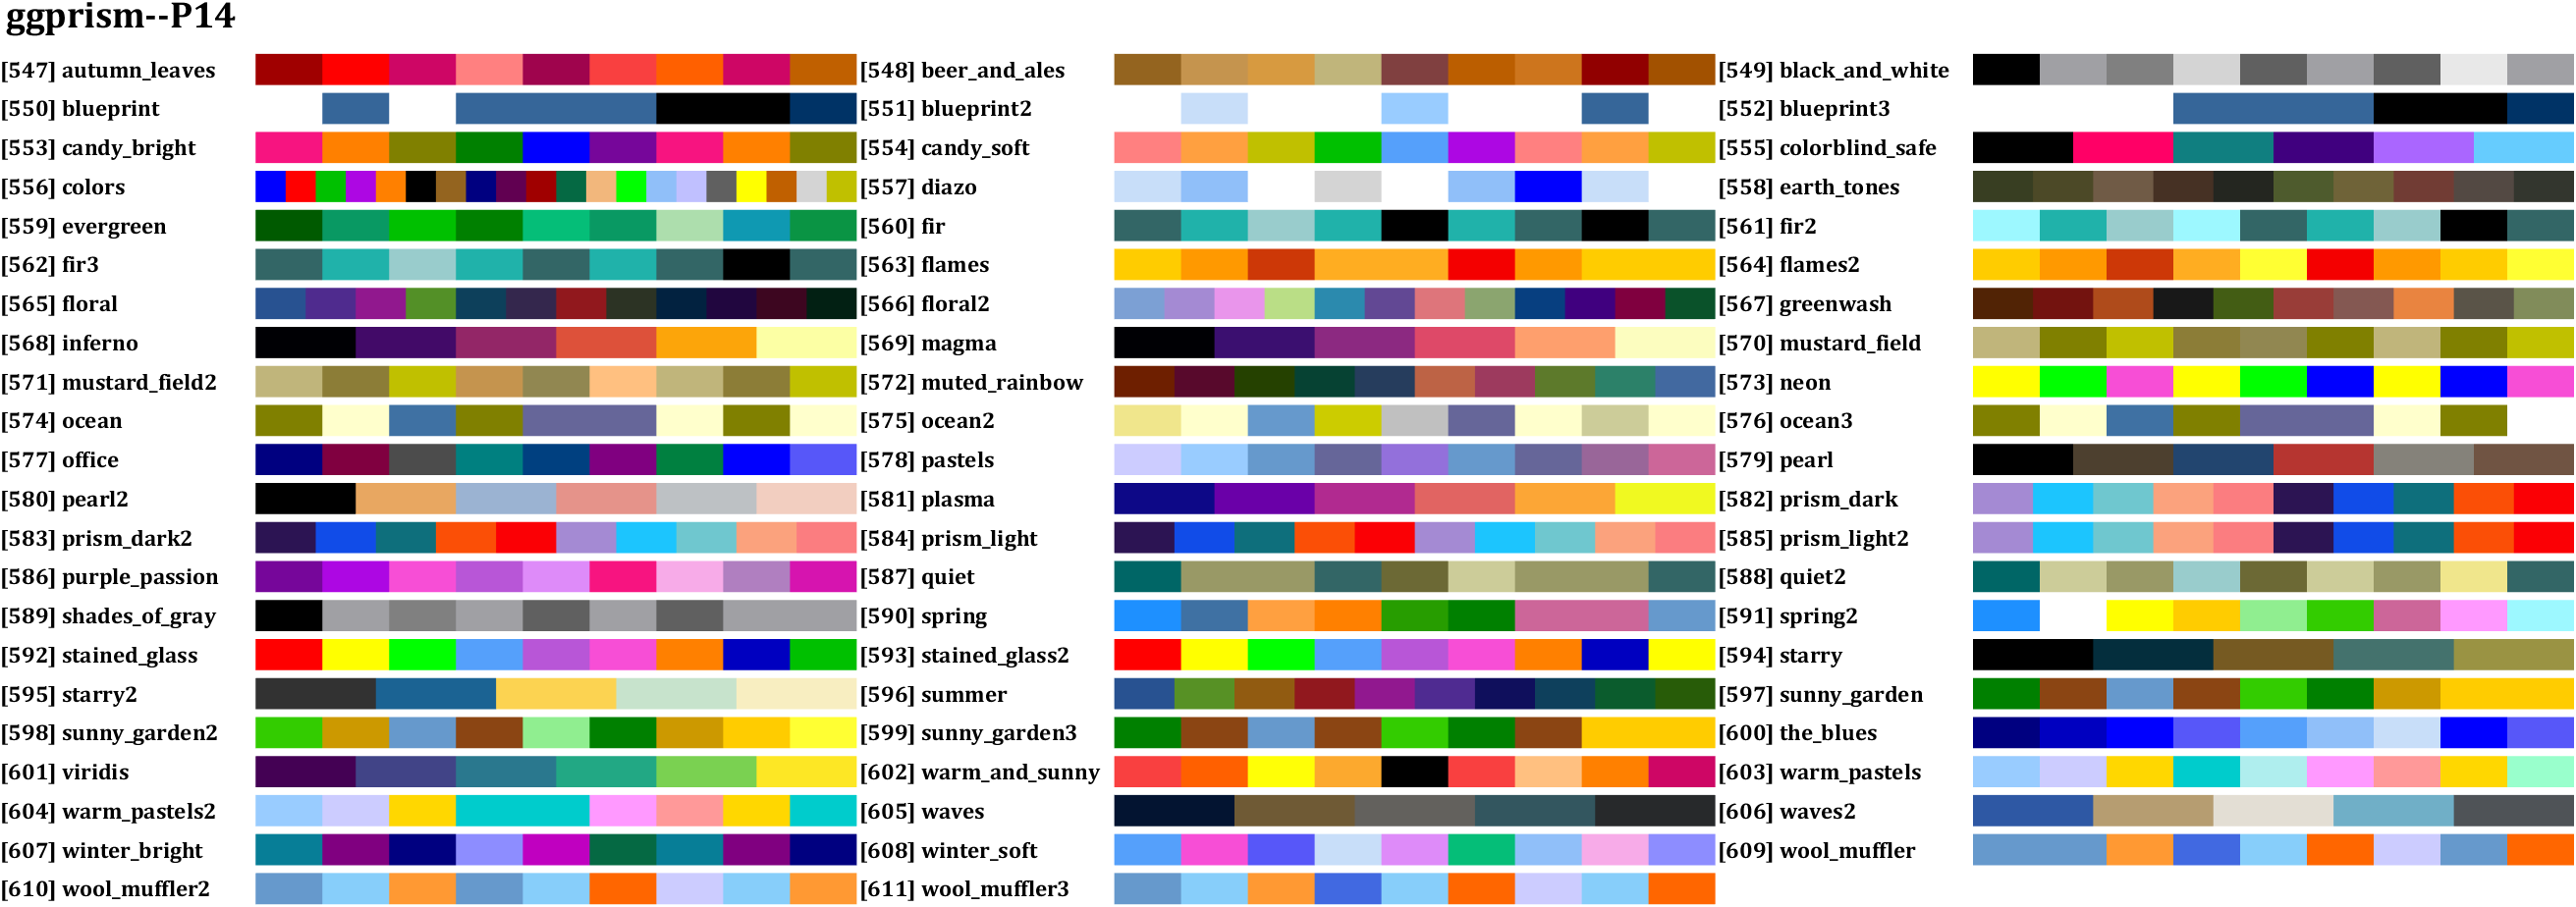 ggprism--P14
[547] autumn_leaves [548] beer_and_ales [549] black_and_white
[550] blueprint [551] blueprint2 [552] blueprint3
[553] candy_bright [554] candy_soft [555] colorblind_safe
[556] colors [557] diazo [558] earth_tones
[559] evergreen [560] fir [561] fir2
[562] fir3 [563] flames [564] flames2
[565] floral [566] floral2 [567] greenwash
[568] inferno [569] magma [570] mustard_field
[571] mustard_field2 [572] muted_rainbow [573] neon
[574] ocean [575] ocean2 [576] ocean3
[577] office [578] pastels [579] pearl
[580] pearl2 [581] plasma [582] prism_dark
[583] prism_dark2 [584] prism_light [585] prism_light2
[586] purple_passion [587] quiet [588] quiet2
[589] shades_of_gray [590] spring [591] spring2
[592] stained_glass [593] stained_glass2 [594] starry
[595] starry2 [596] summer [597] sunny_garden
[598] sunny_garden2 [599] sunny_garden3 [600] the_blues
[601] viridis [602] warm_and_sunny [603] warm_pastels
[604] warm_pastels2 [605] waves [606] waves2
[607] winter_bright [608] winter_soft [609] wool_muffler
[610] wool_muffler2 [611] wool_muffler3